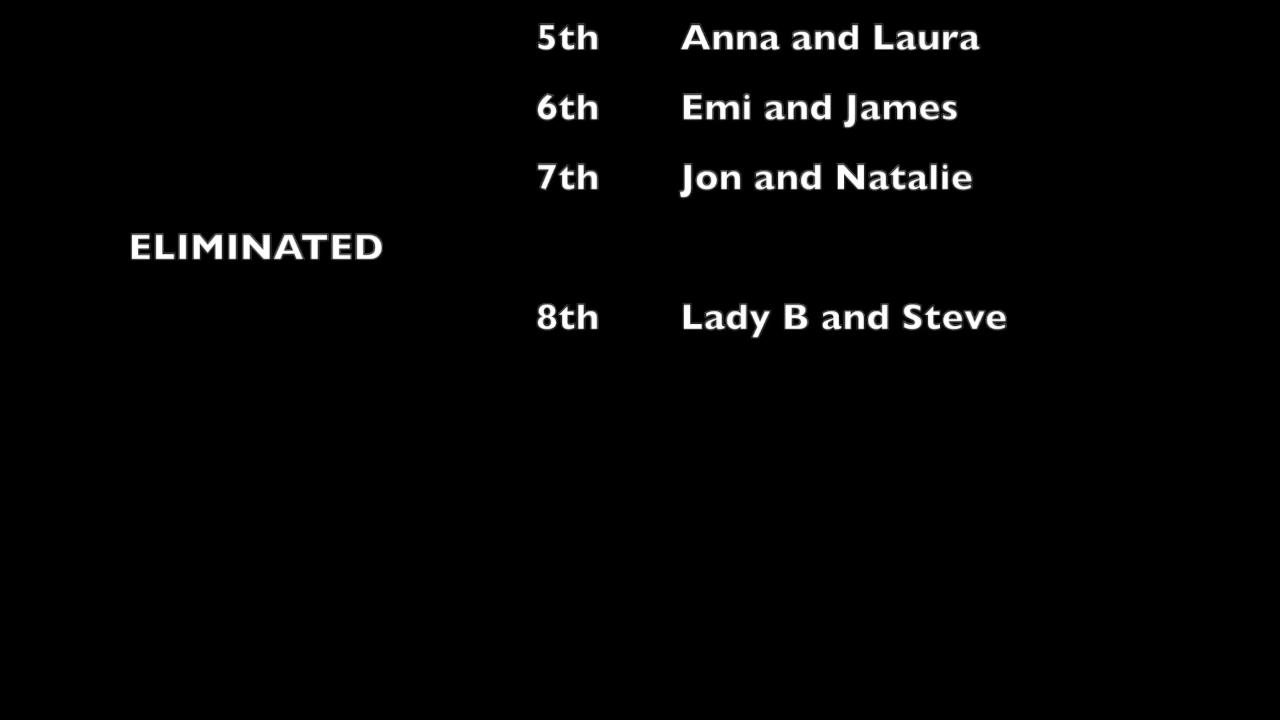 5th Anna and Laura
6th Emi and James
7th Jon and Natalie
ELIMINATED
8th Lady B and Steve